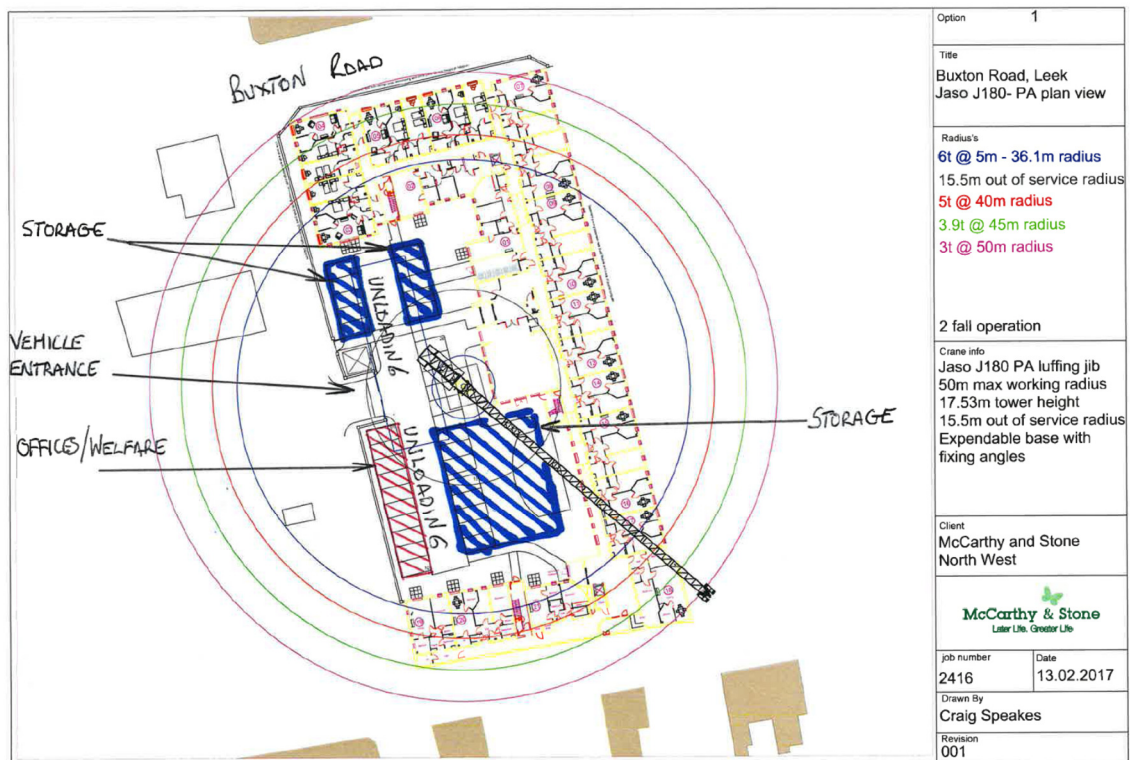 BUXTON ROAD
STORAGE
UNLOADING
VEHICLE
ENTRANCE
STORAGE
OFFICES/WELFARE
UNLOADING
Option 1
Title
Buxton Road, Leek
Jaso J180- PA plan view
Radius's
6t @ 5m - 36.1m radius
15.5m out of service radius
5t @ 40m radius
3.9t @ 45m radius
3t @ 50m radius
2 fall operation
Crane info
Jaso J180 PA luffing jib
50m max working radius
17.53m tower height
15.5m out of service radius
Expendable base with
fixing angles
Client
McCarthy and Stone
North West
McCarthy & Stone
Later Life. Greater Life
job number
2416
Date
13.02.2017
Drawn By
Craig Speakes
Revision
001